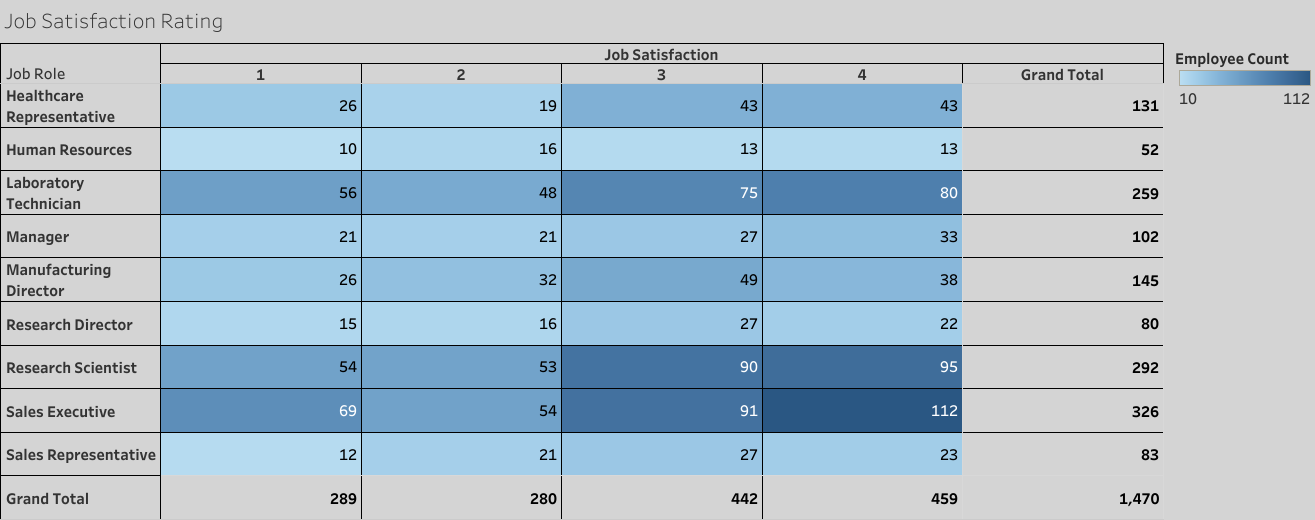 Job Satisfaction Rating
Job Satisfaction
Job Role 1 2 3 4 Grand Total
Healthcare
Representative 26 19 43 43 131
Human Resources 10 16 13 13 52
Laboratory
Technician 56 48 75 80 259
Manager 21 21 27 33 102
Manufacturing
Director 26 32 49 38 145
Research Director 15 16 27 22 80
Research Scientist 54 53 90 95 292
Sales Executive 69 54 91 112 326
Sales Representative 12 21 27 23 83
Grand Total 289 280 442 459 1,470
Employee Count
10 112